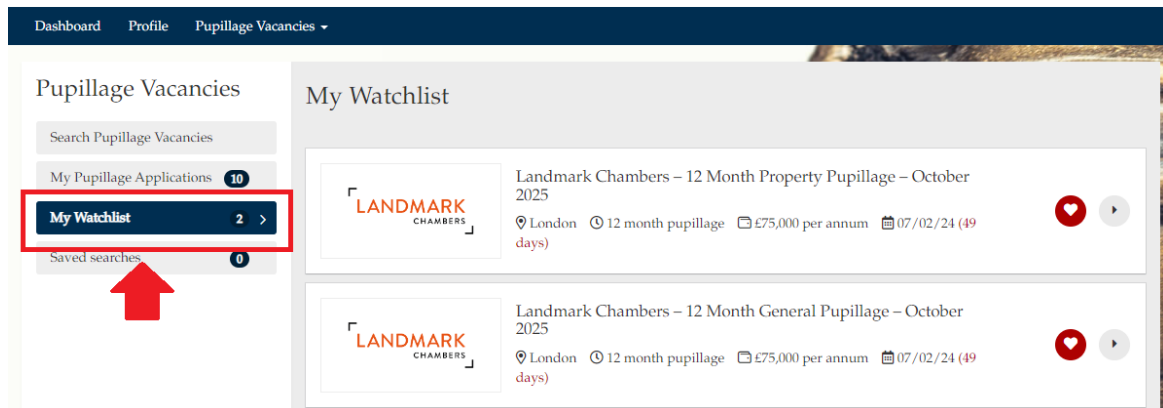 Dashboard Profile Pupillage Vacancies
Pupillage Vacancies
Search Pupillage Vacancies
My Pupillage Applications 10
My Watchlist 2
Saved searches 0
My Watchlist
LANDMARK
CHAMBERS
Landmark Chambers – 12 Month Property Pupillage – October
2025
London 12 month pupillage £75,000 per annum 07/02/24 (49
days)
LANDMARK
CHAMBERS
Landmark Chambers – 12 Month General Pupillage – October
2025
London 12 month pupillage £75,000 per annum 07/02/24 (49
days)